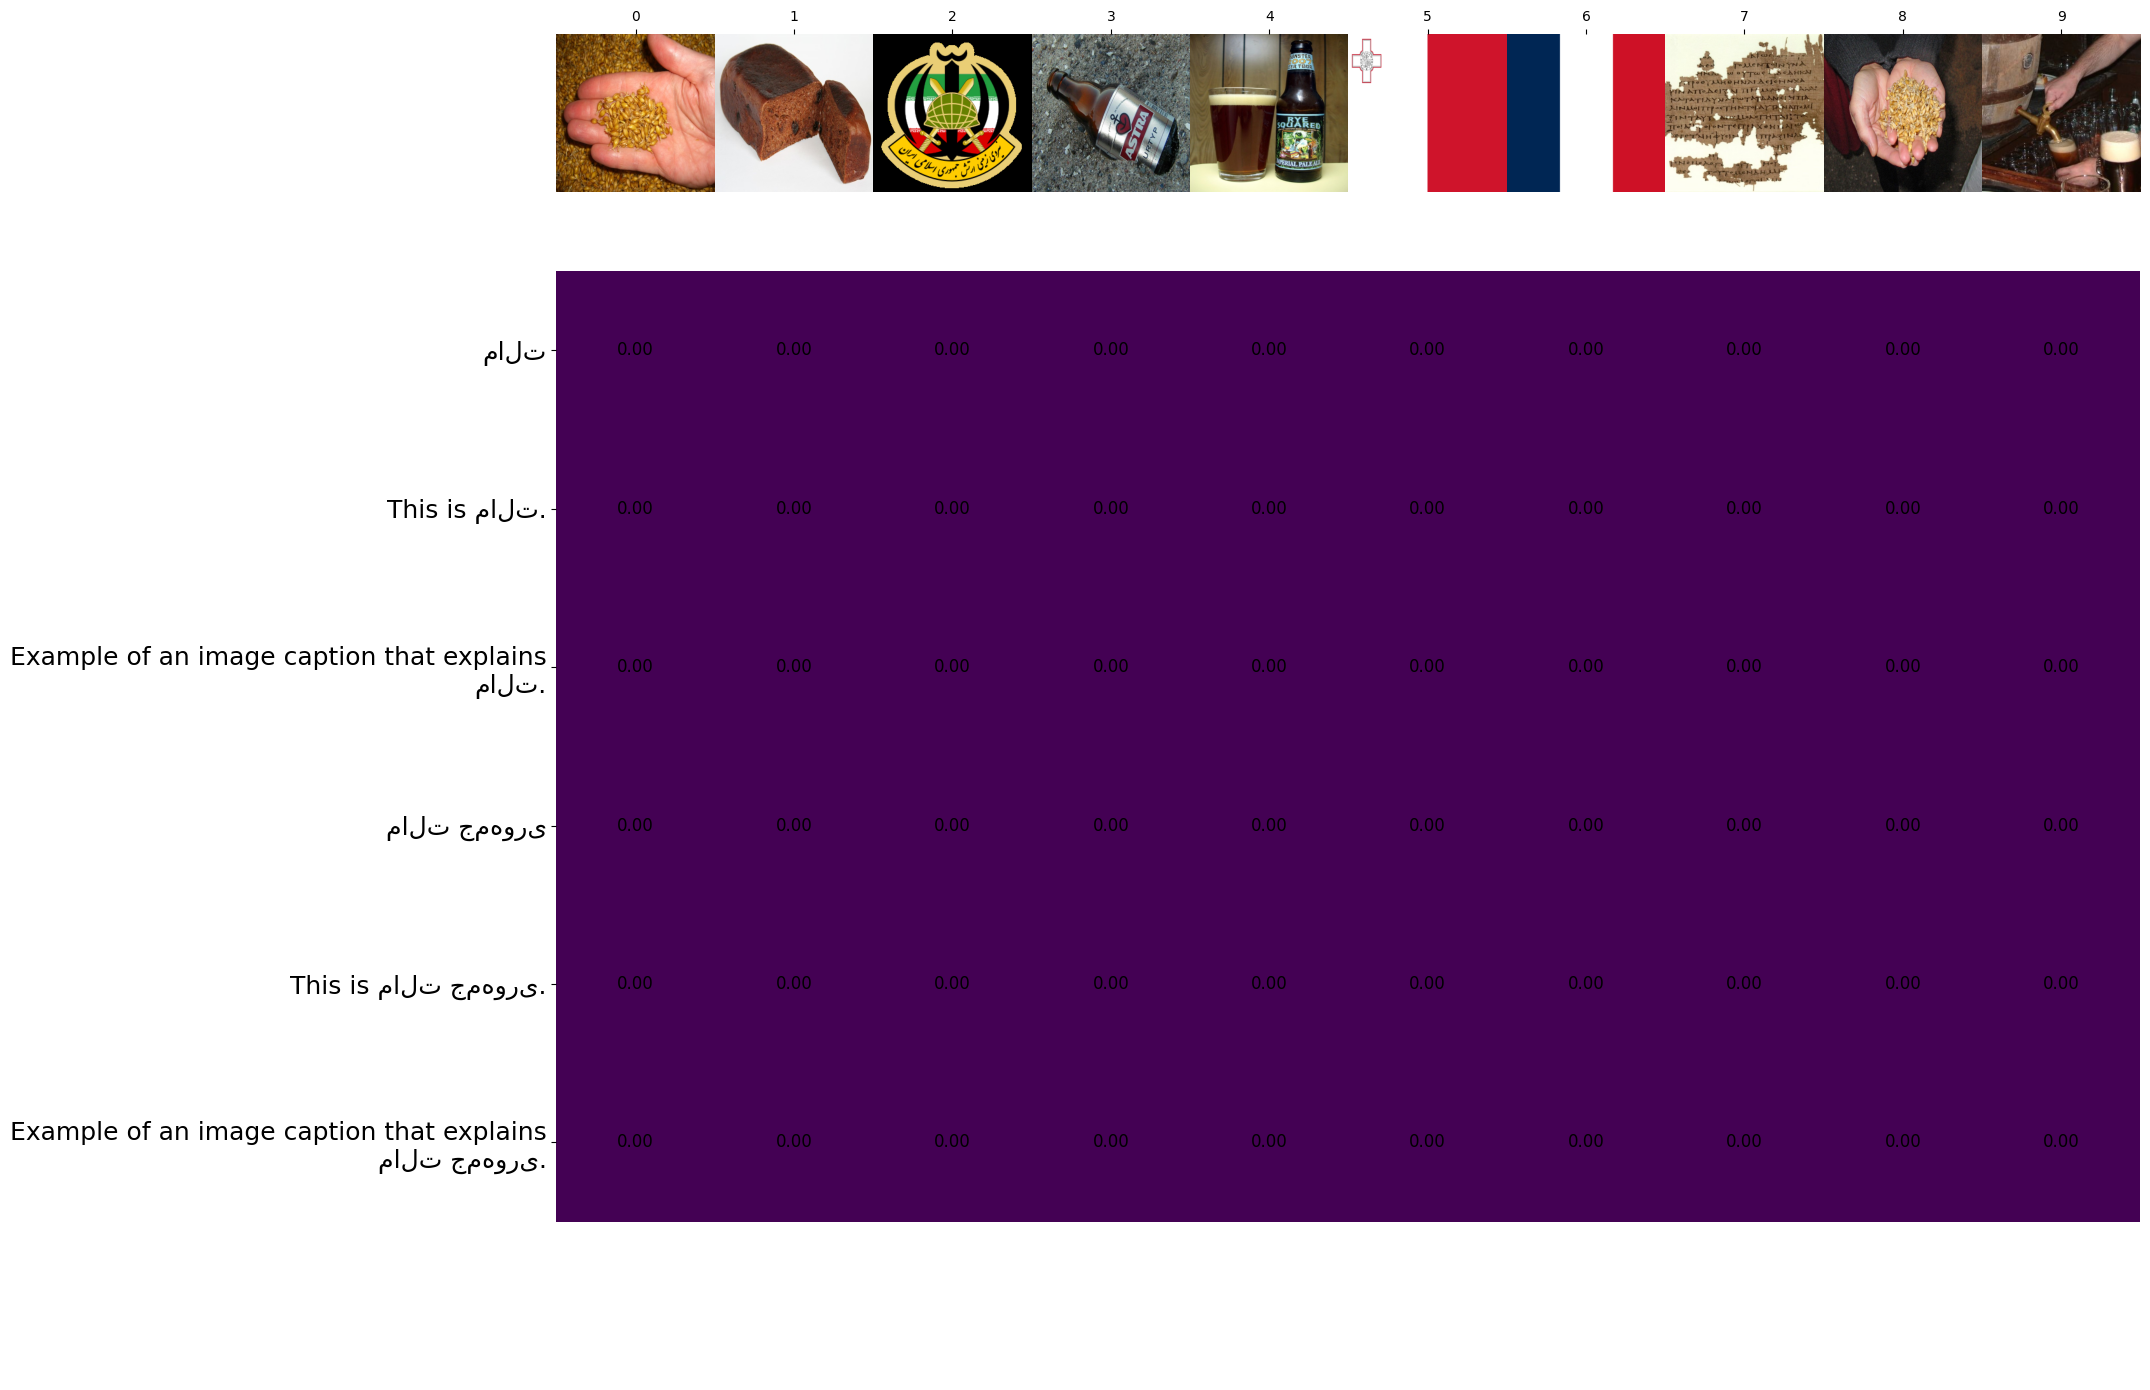 0 1 2 3 4 5 6 7 8 9
نیروی زمینی ارتش جمهوری اسلامی ایران
ASTRA
URTYP
RYE
SQUARED
IMPERIAL PALE ALE
مالت 0.00 0.00 0.00 0.00 0.00 0.00 0.00 0.00 0.00 0.00
This is مالت. 0.00 0.00 0.00 0.00 0.00 0.00 0.00 0.00 0.00 0.00
Example of an image caption that explains
مالت. 0.00 0.00 0.00 0.00 0.00 0.00 0.00 0.00 0.00 0.00
مالت جمهوری 0.00 0.00 0.00 0.00 0.00 0.00 0.00 0.00 0.00 0.00
This is مالت جمهوری. 0.00 0.00 0.00 0.00 0.00 0.00 0.00 0.00 0.00 0.00
Example of an image caption that explains
مالت جمهوری. 0.00 0.00 0.00 0.00 0.00 0.00 0.00 0.00 0.00 0.00